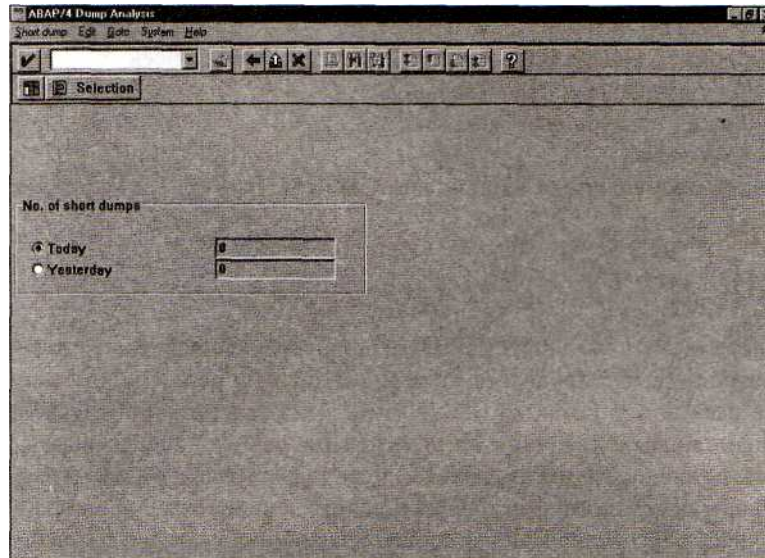 ABAP/4 Dump Analysis
Short dump Edit Goto System Help
Selection
No. of short dumps
Today 0
Yesterday 0